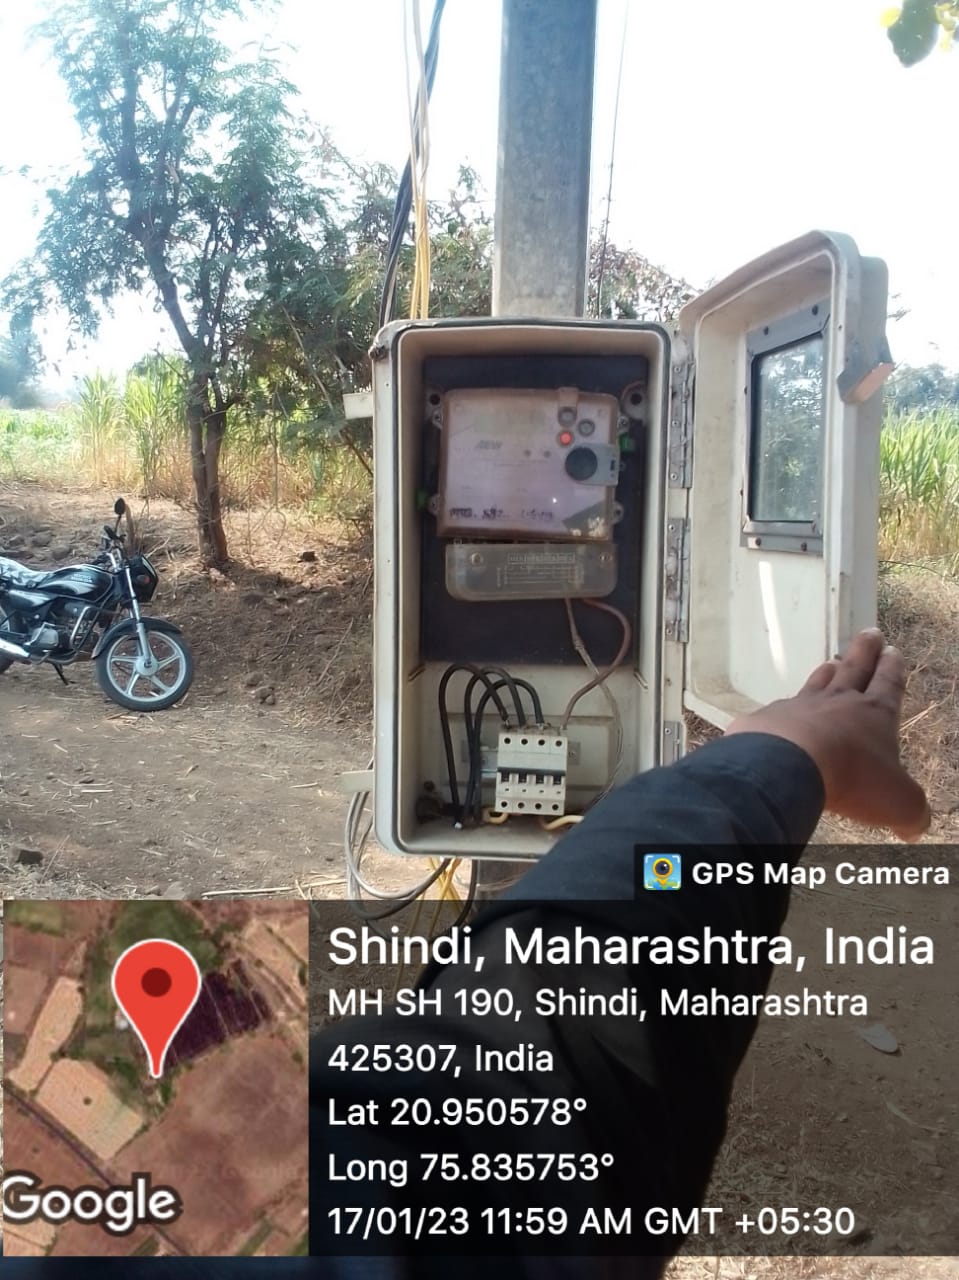 GPS Map Camera
Shindi, Maharashtra, India
MH SH 190, Shindi, Maharashtra
425307, India
Lat 20.950578°
Long 75.835753°
17/01/23 11:59 AM GMT +05:30
Google